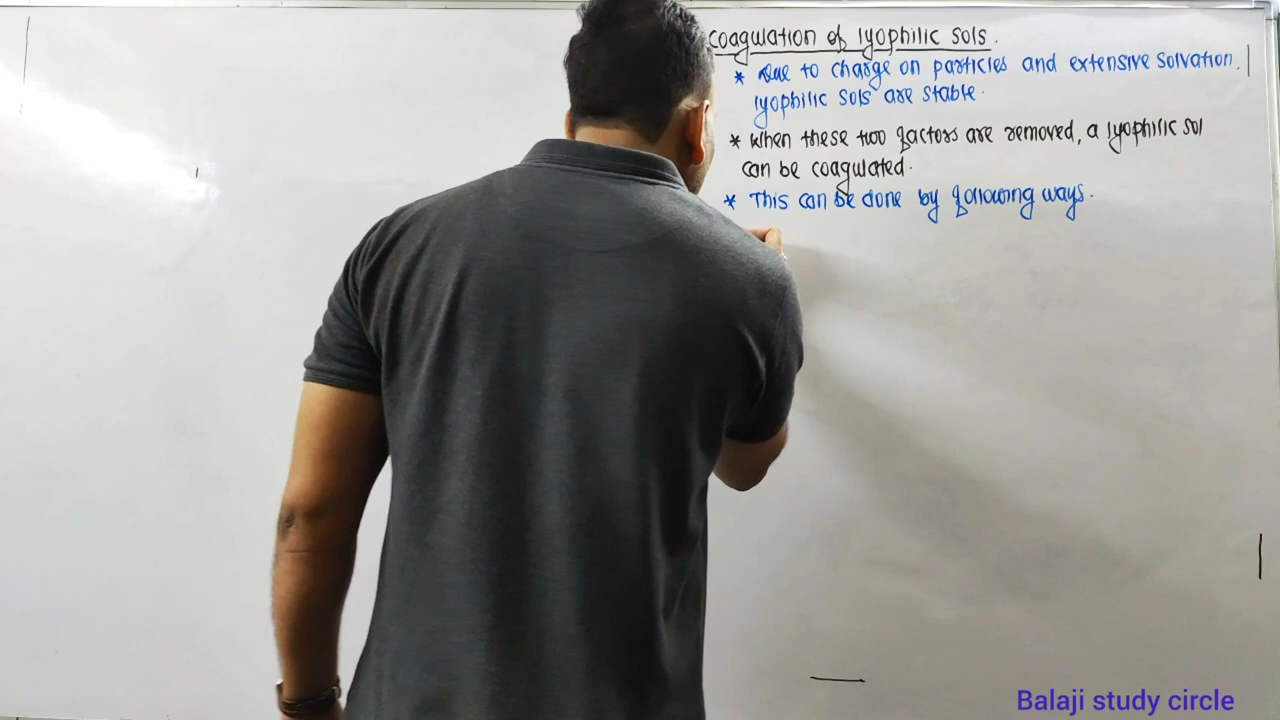 coagulation of lyophilic sols.
* Due to charge on particles and extensive solvation.
lyophilic sols are stable.
* When these two factors are removed, a lyophilic sol
can be coagulated.
* This can be done by following ways.
Balaji study circle